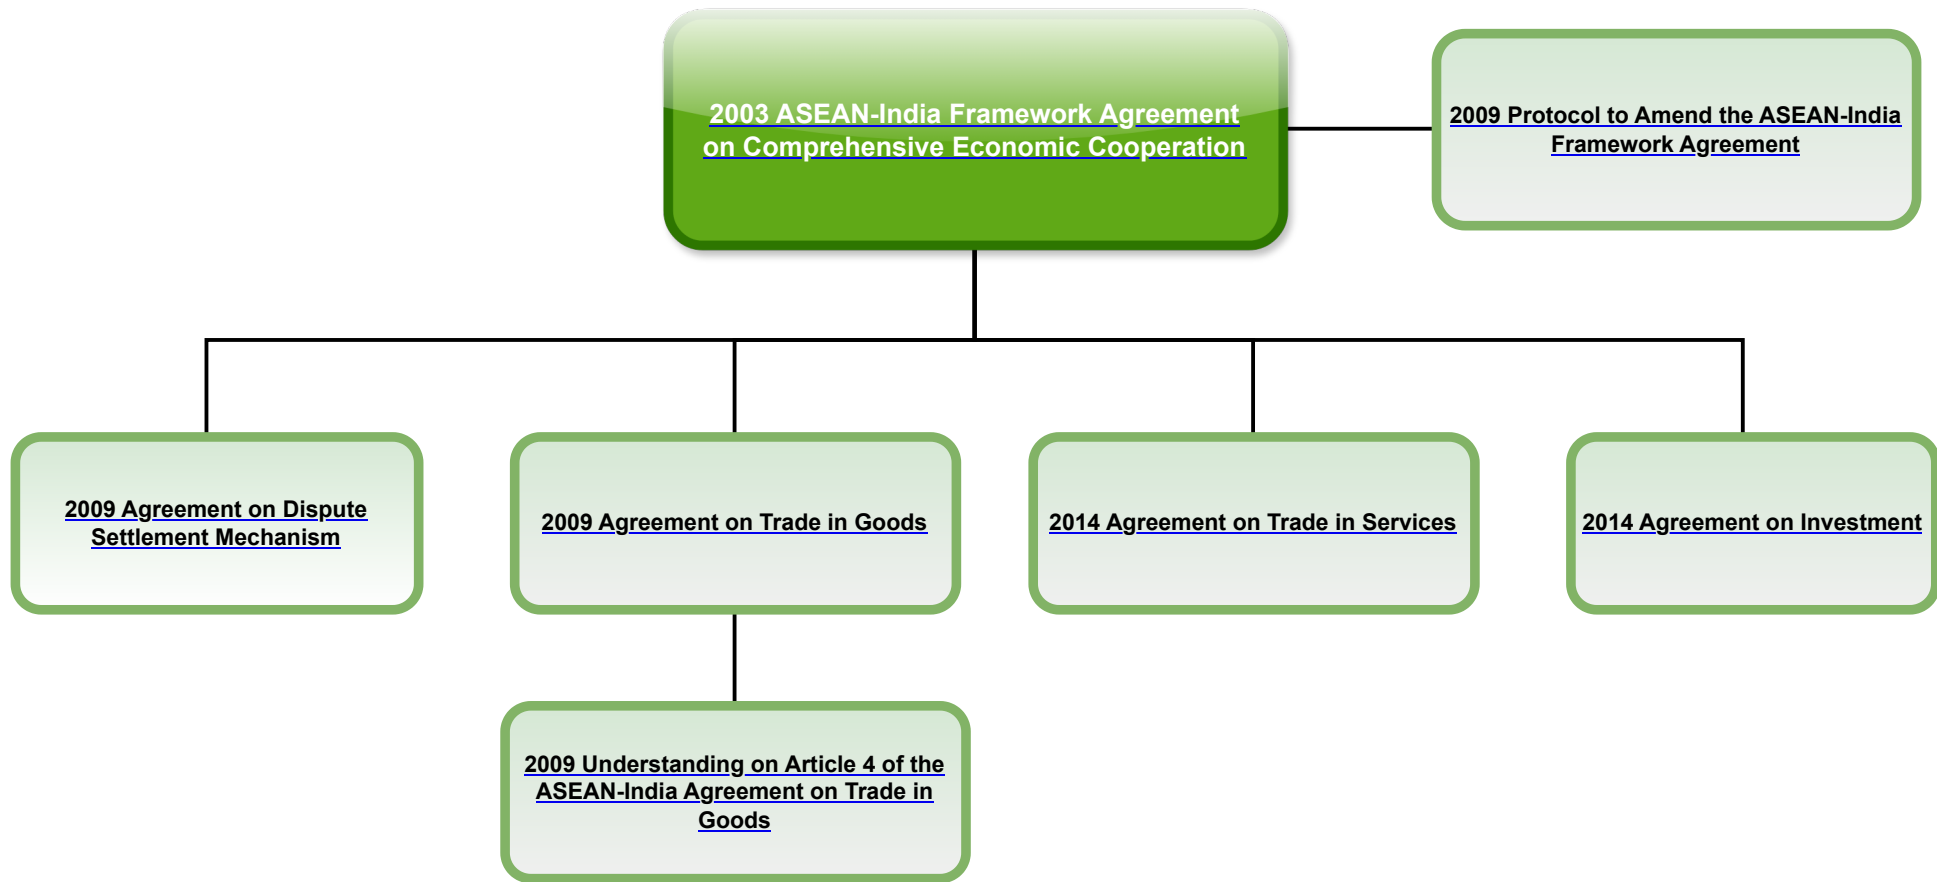 2003 ASEAN-India Framework Agreement
on Comprehensive Economic Cooperation
2009 Protocol to Amend the ASEAN-India
Framework Agreement
2009 Agreement on Dispute
Settlement Mechanism
2009 Agreement on Trade in Goods
2014 Agreement on Trade in Services
2014 Agreement on Investment
2009 Understanding on Article 4 of the
ASEAN-India Agreement on Trade in
Goods